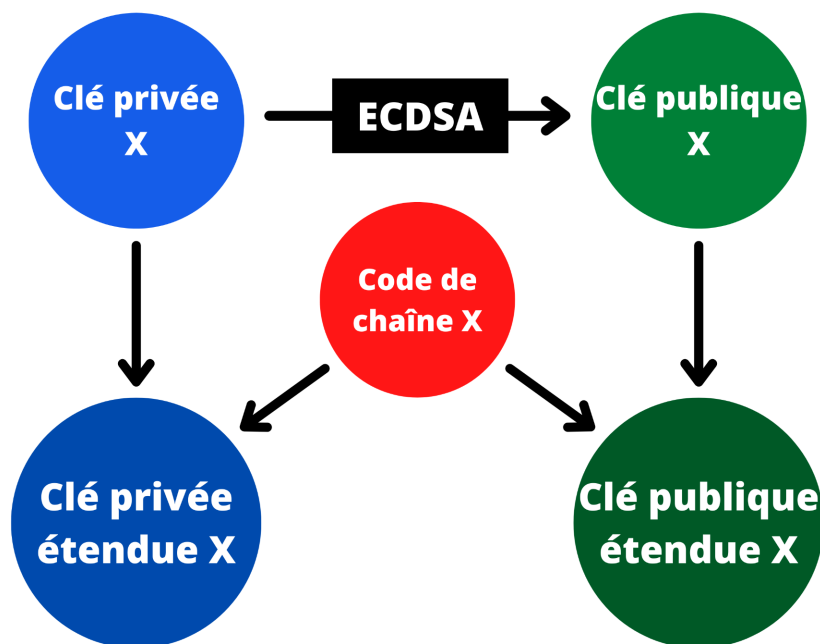 Clé privée
X
ECDSA
Clé publique
X
Code de
chaîne X
Clé privée
étendue X
Clé publique
étendue X